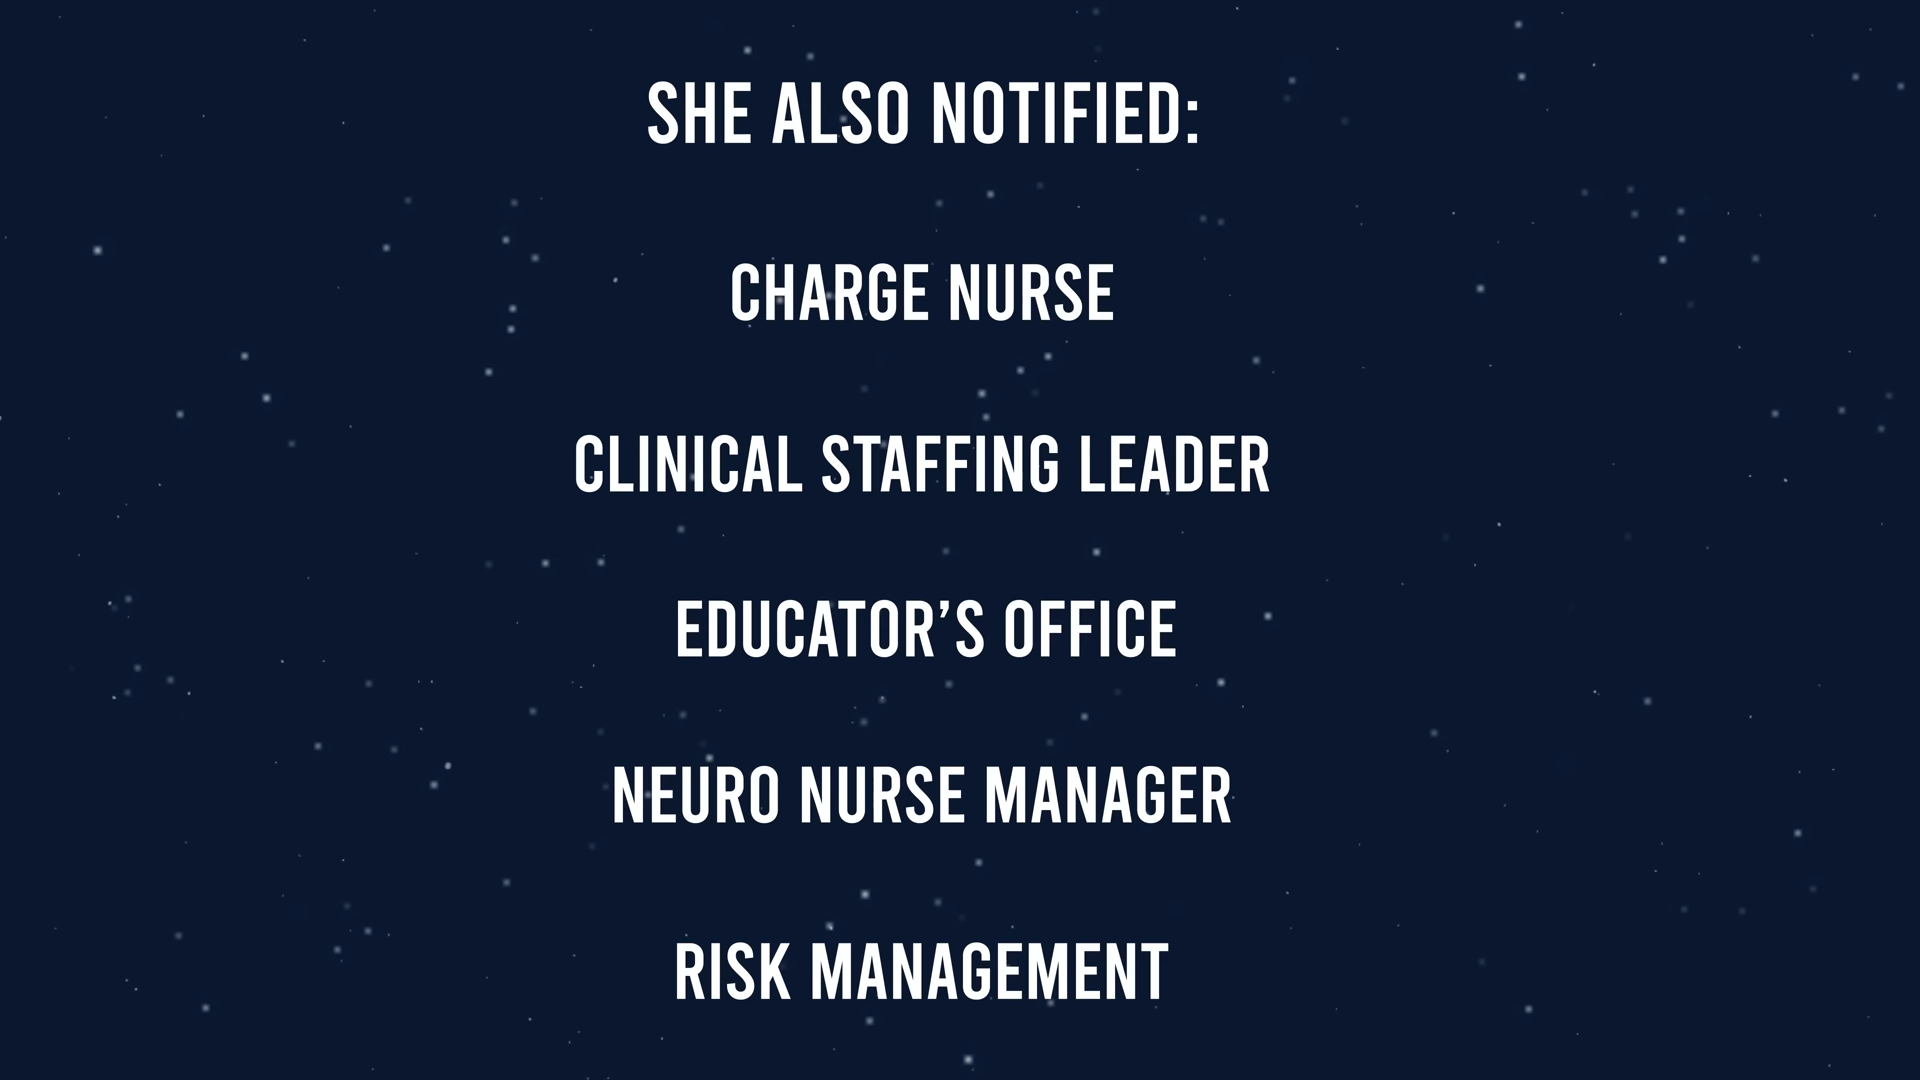 SHE ALSO NOTIFIED:
CHARGE NURSE
CLINICAL STAFFING LEADER
EDUCATOR’S OFFICE
NEURO NURSE MANAGER
RISK MANAGEMENT